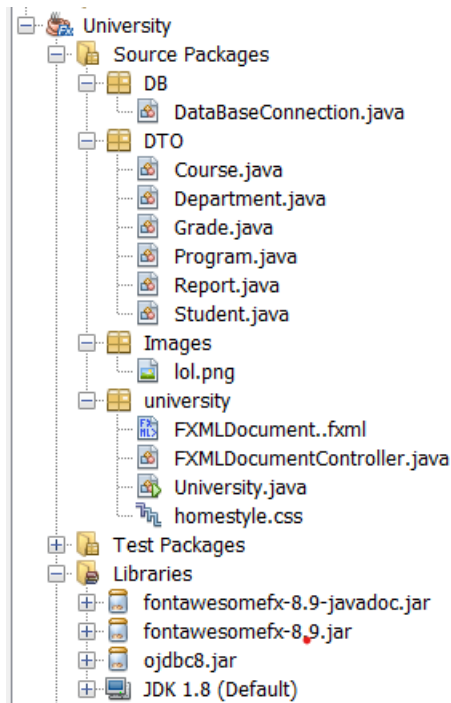 University
Source Packages
DB
DataBaseConnection.java
DTO
Course.java
Department.java
Grade.java
Program.java
Report.java
Student.java
Images
lol.png
university
FXMLDocument..fxml
FXMLDocumentController.java
University.java
homestyle.css
Test Packages
Libraries
fontawesomefx-8.9-javadoc.jar
fontawesomefx-8.9.jar
ojdbc8.jar
JDK 1.8 (Default)